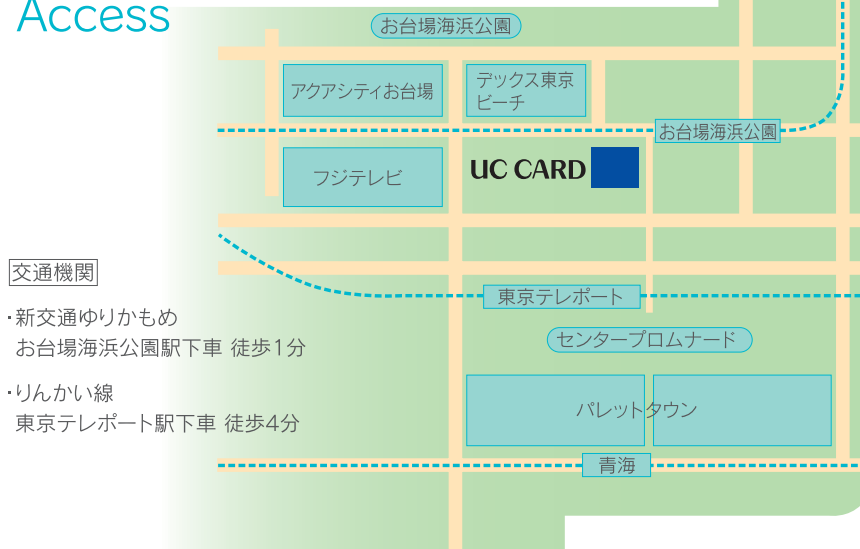 Access
お台場海浜公園
アクアシティお台場
デックス東京
ビーチ
お台場海浜公園
フジテレビ
UC CARD
交通機関
・新交通ゆりかもめ
お台場海浜公園駅下車 徒歩1分
・りんかい線
東京テレポート駅下車 徒歩4分
東京テレポート
センタープロムナード
パレットタウン
青海